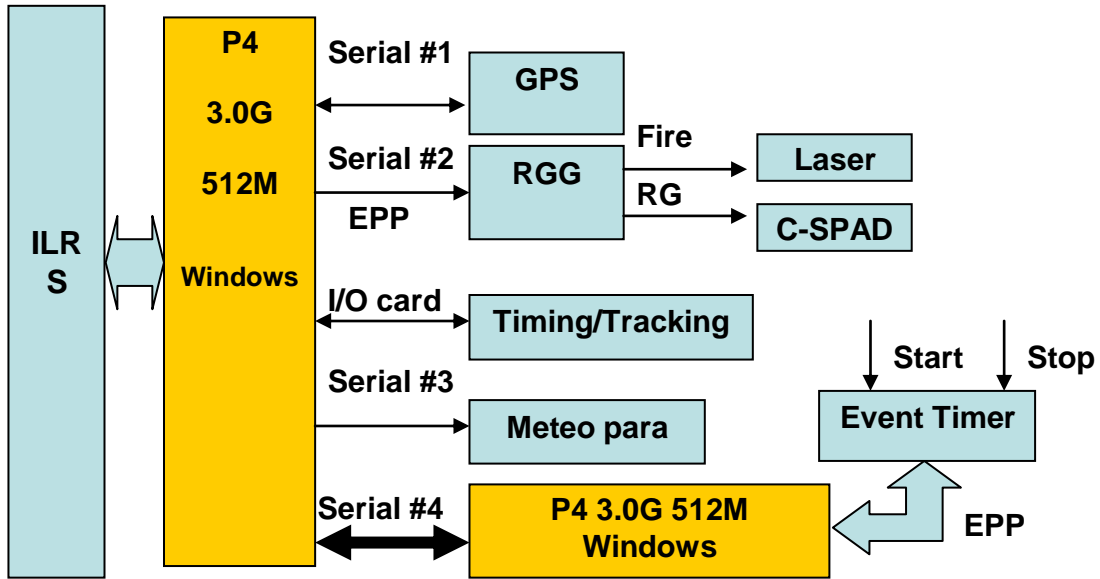 ILR
S
P4
3.0G
512M
Windows
Serial #1
GPS
Serial #2
EPP
RGG
Fire
RG
Laser
C-SPAD
I/O card
Timing/Tracking
Serial #3
Meteo para
Start
Stop
Event Timer
Serial #4
P4 3.0G 512M
Windows
EPP